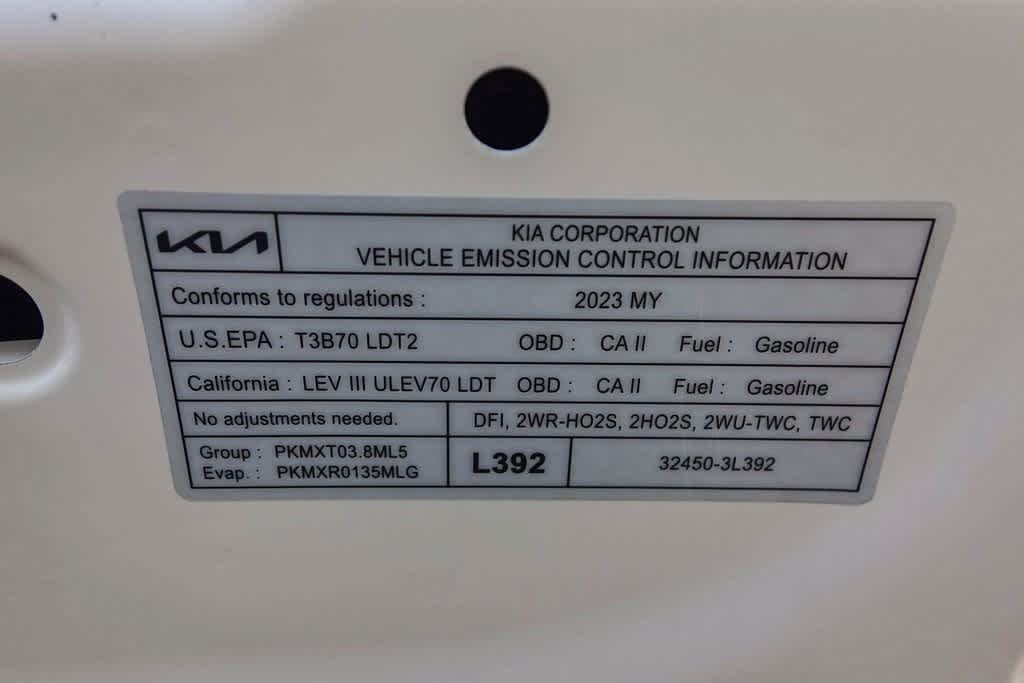 KIA
KIA CORPORATION
VEHICLE EMISSION CONTROL INFORMATION
Conforms to regulations : 2023 MY
U.S.EPA : T3B70 LDT2 OBD : CA II Fuel : Gasoline
California : LEV III ULEV70 LDT OBD : CA II Fuel : Gasoline
No adjustments needed. DFI, 2WR-HO2S, 2HO2S, 2WU-TWC, TWC
Group : PKMXT03.8ML5
Evap. : PKMXR0135MLG
L392 32450-3L392